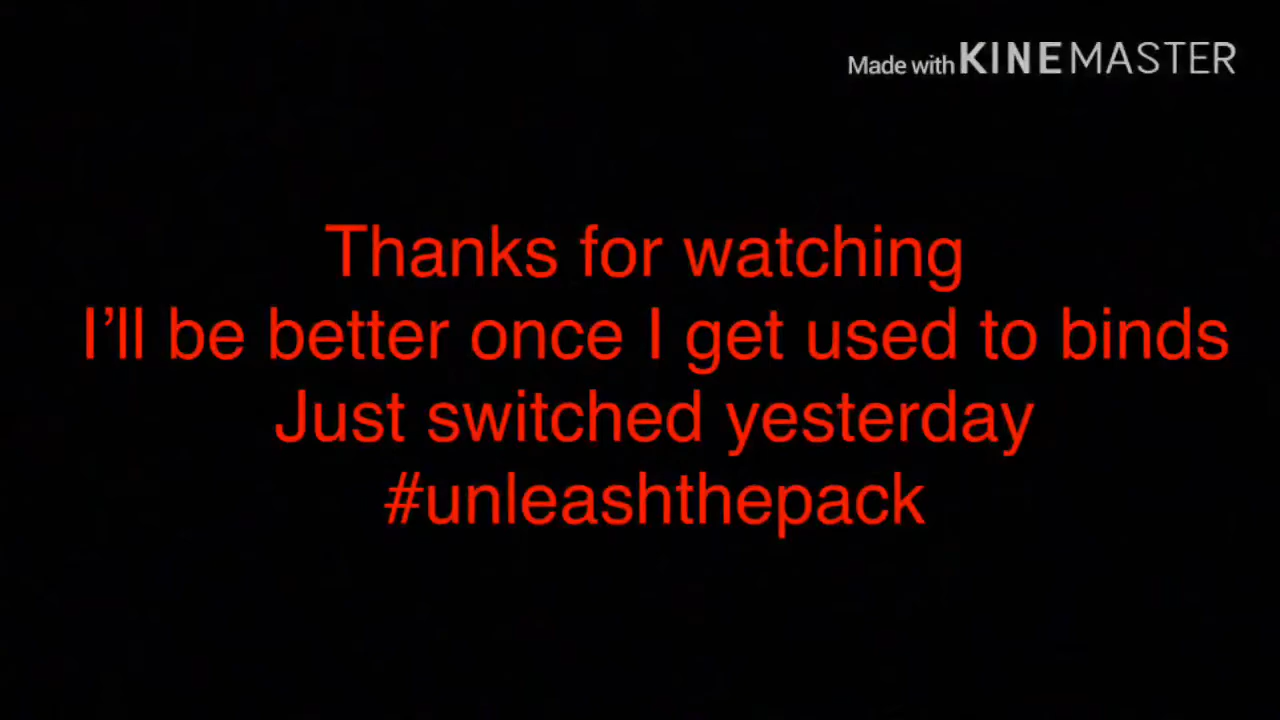 Made with KINEMASTER
Thanks for watching
I’ll be better once I get used to binds
Just switched yesterday
#unleashthepack